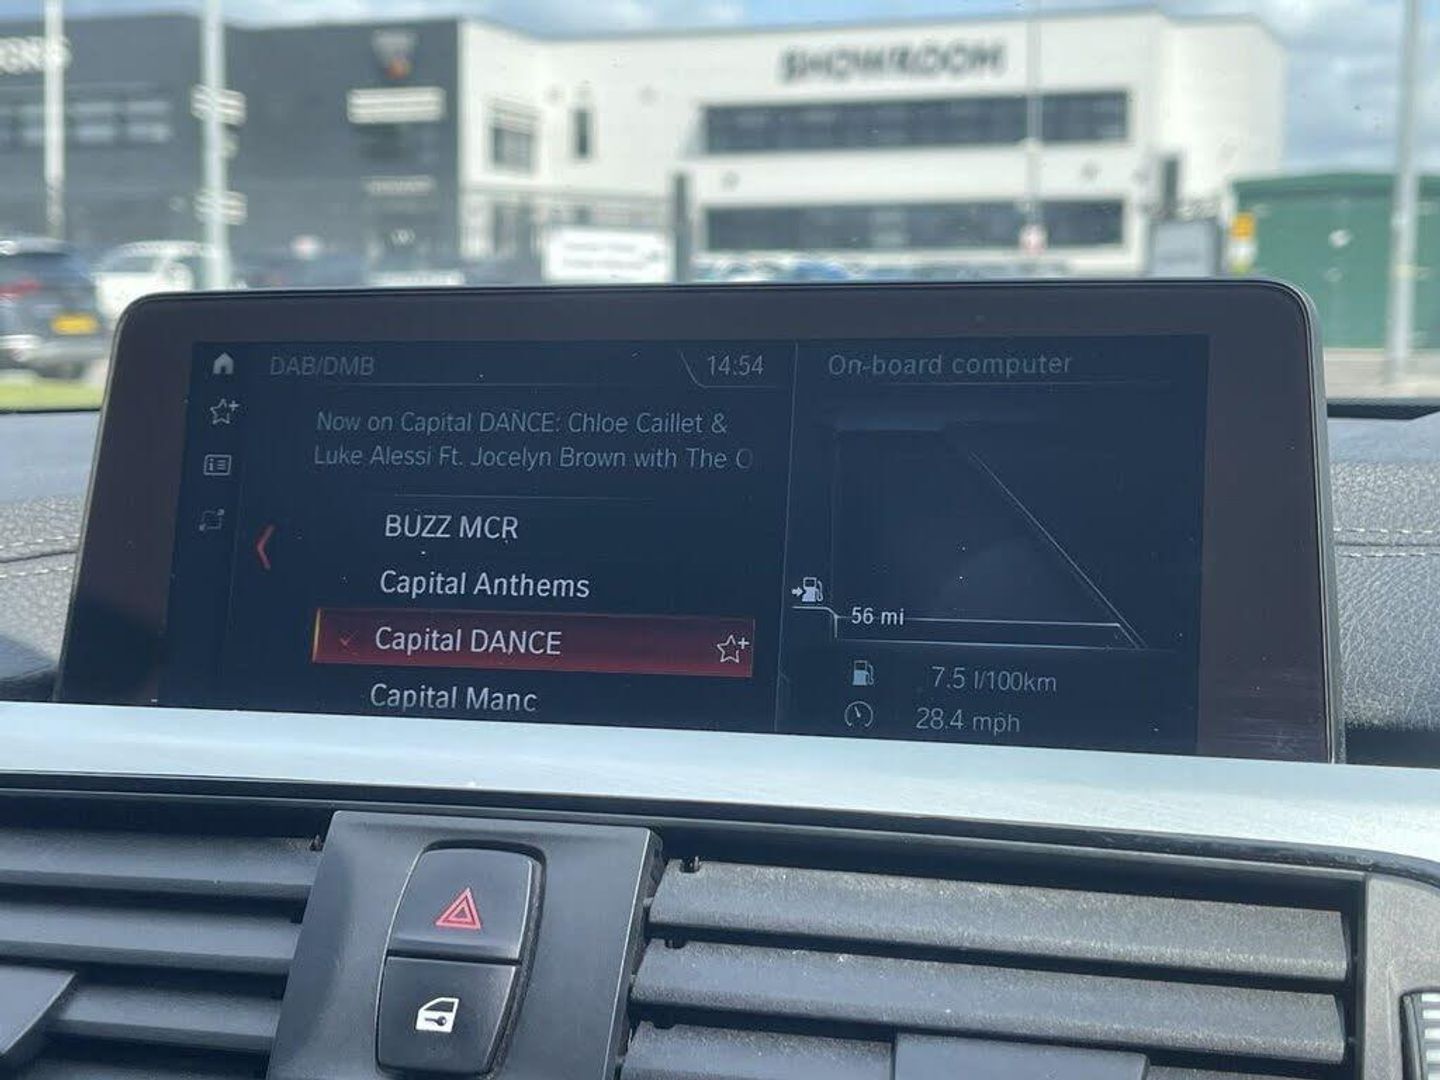 SHOWROOM
DAB/DMB
14:54
On-board computer
Now on Capital DANCE: Chloe Caillet &
Luke Alessi Ft. Jocelyn Brown with The
BUZZ MCR
Capital Anthems
Capital DANCE
Capital Manc
56 mi
7.5 l/100km
28.4 mph